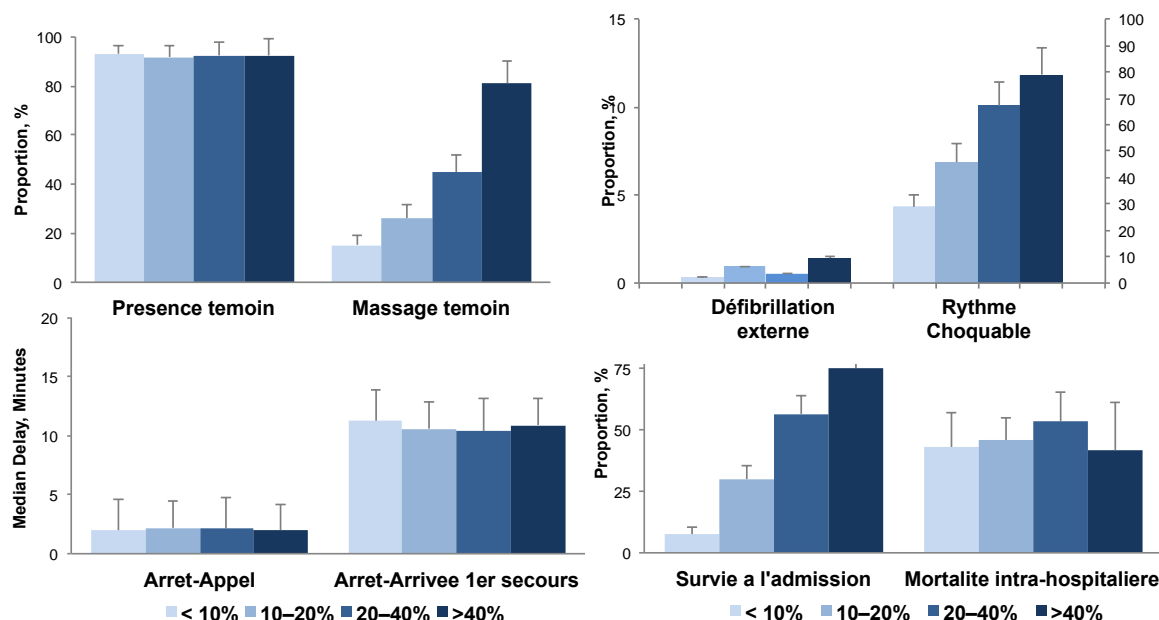 Proportion, %
100
80
60
40
20
0
Presence temoin
Massage temoin
Proportion, %
15
10
5
0
100
90
80
70
60
50
40
30
20
10
0
Défibrillation
externe
Rythme
Choquable
Median Delay, Minutes
20
15
10
5
0
Arret-Appel
Arret-Arrivee 1er secours
Proportion, %
75
50
25
0
Survie a l'admission
Mortalite intra-hospitaliere
< 10% 10–20% 20–40% >40%
< 10% 10–20% 20–40% >40%